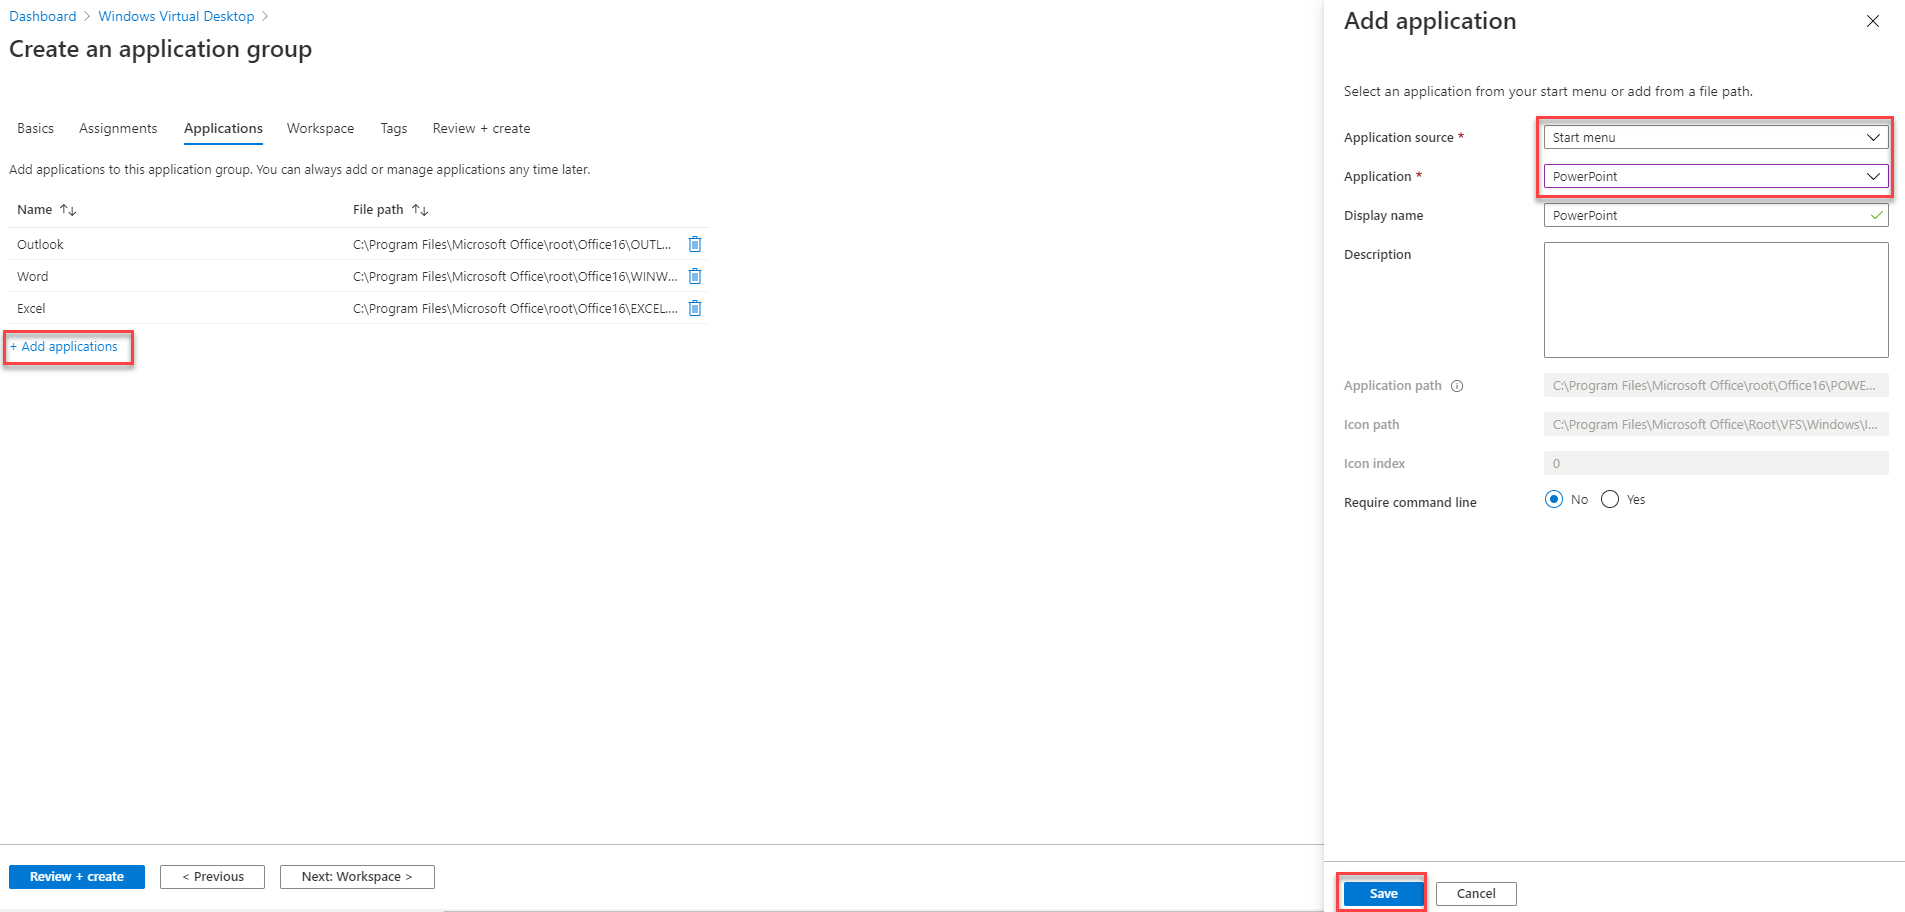 Dashboard > Windows Virtual Desktop >
Create an application group
Basics Assignments Applications Workspace Tags Review + create
Add applications to this application group. You can always add or manage applications any time later.
Name ↑↓ File path ↑↓
Outlook C:\Program Files\Microsoft Office\root\Office16\OUTL...
Word C:\Program Files\Microsoft Office\root\Office16\WINW...
Excel C:\Program Files\Microsoft Office\root\Office16\EXCEL....
+ Add applications
Review + create < Previous Next: Workspace >
Add application
Select an application from your start menu or add from a file path.
Application source * Start menu
Application * PowerPoint
Display name PowerPoint
Description
Application path C:\Program Files\Microsoft Office\root\Office16\POWE...
Icon path C:\Program Files\Microsoft Office\Root\VFS\Windows\I...
Icon index 0
Require command line No Yes
Save Cancel